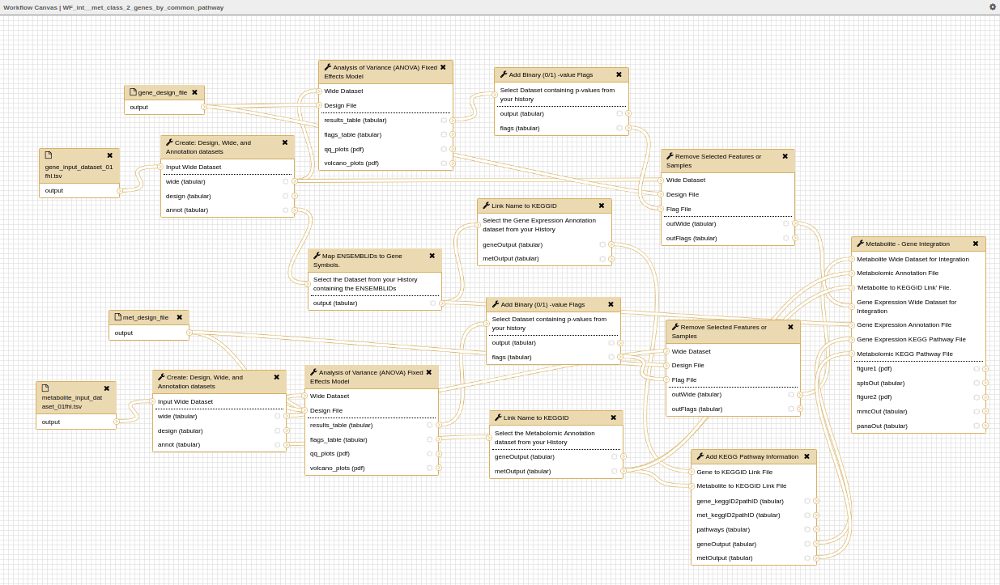 Workflow Canvas | WF_int__met_class_2_genes_by_common_pathway
gene_design_file
output
gene_input_dataset_01
fhl.tsv
output
Create: Design, Wide, and
Annotation datasets
Input Wide Dataset
wide (tabular)
design (tabular)
annot (tabular)
Analysis of Variance (ANOVA) Fixed
Effects Model
Wide Dataset
Design File
results_table (tabular)
flags_table (tabular)
qq_plots (pdf)
volcano_plots (pdf)
Add Binary (0/1) -value Flags
Select Dataset containing p-values from
your history
output (tabular)
flags (tabular)
Remove Selected Features or
Samples
Wide Dataset
Design File
Flag File
outWide (tabular)
outFlags (tabular)
Link Name to KEGGID
Select the Gene Expression Annotation
dataset from your History
geneOutput (tabular)
metOutput (tabular)
Map ENSEMBLIDs to Gene
Symbols.
Select the Dataset from your History
containing the ENSEMBLIDs
output (tabular)
Metabolite - Gene Integration
Metabolite Wide Dataset for Integration
Metabolomic Annotation File
'Metabolite to KEGGID Link' File.
Gene Expression Wide Dataset for
Integration
Gene Expression Annotation File
Gene Expression KEGG Pathway File
Metabolomic KEGG Pathway File
figure1 (pdf)
splsOut (tabular)
figure2 (pdf)
mmcOut (tabular)
panaOut (tabular)
met_design_file
output
Add Binary (0/1) -value Flags
Select Dataset containing p-values from
your history
output (tabular)
flags (tabular)
Remove Selected Features or
Samples
Wide Dataset
Design File
Flag File
outWide (tabular)
outFlags (tabular)
metabolite_input_dat
aset_01fhl.tsv
output
Create: Design, Wide, and
Annotation datasets
Input Wide Dataset
wide (tabular)
design (tabular)
annot (tabular)
Analysis of Variance (ANOVA) Fixed
Effects Model
Wide Dataset
Design File
results_table (tabular)
flags_table (tabular)
qq_plots (pdf)
volcano_plots (pdf)
Link Name to KEGGID
Select the Metabolomic Annotation
dataset from your History
geneOutput (tabular)
metOutput (tabular)
Add KEGG Pathway Information
Gene to KEGGID Link File
Metabolite to KEGGID Link File
gene_keggID2pathID (tabular)
met_keggID2pathID (tabular)
pathways (tabular)
geneOutput (tabular)
metOutput (tabular)